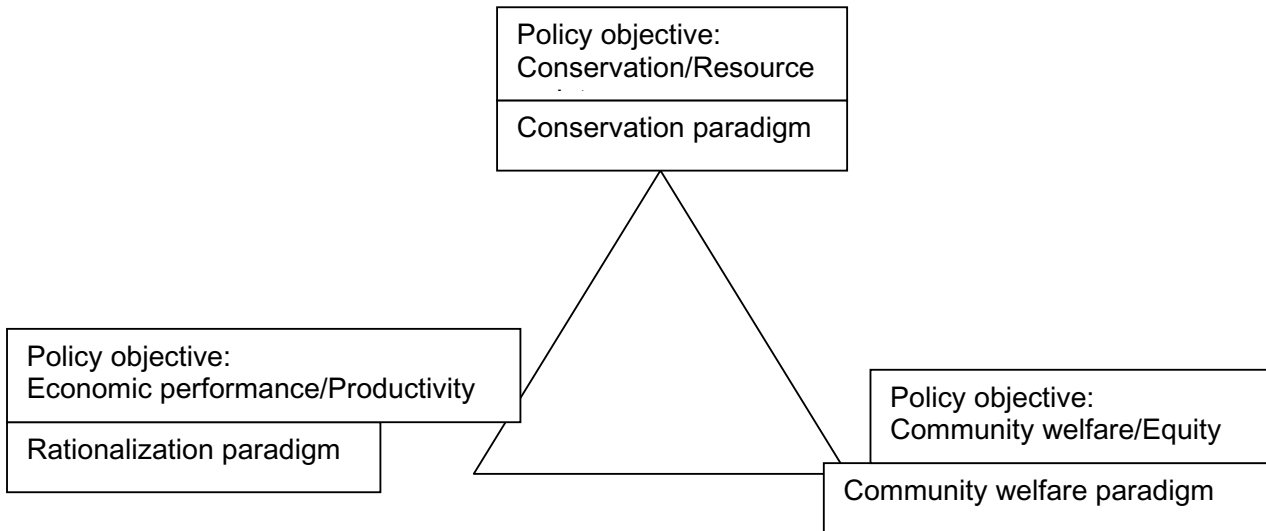 Policy objective:
Conservation/Resource
Conservation paradigm
Policy objective:
Economic performance/Productivity
Rationalization paradigm
Policy objective:
Community welfare/Equity
Community welfare paradigm